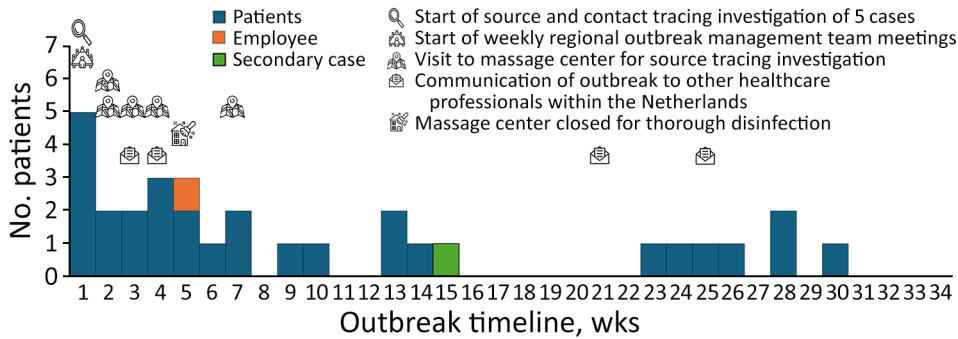 Patients
Employee
Secondary case
Start of source and contact tracing investigation of 5 cases
Start of weekly regional outbreak management team meetings
Visit to massage center for source tracing investigation
Communication of outbreak to other healthcare
professionals within the Netherlands
Massage center closed for thorough disinfection
No. patients
7
6
5
4
3
2
1
0
1 2 3 4 5 6 7 8 9 10 11 12 13 14 15 16 17 18 19 20 21 22 23 24 25 26 27 28 29 30 31 32 33 34
Outbreak timeline, wks